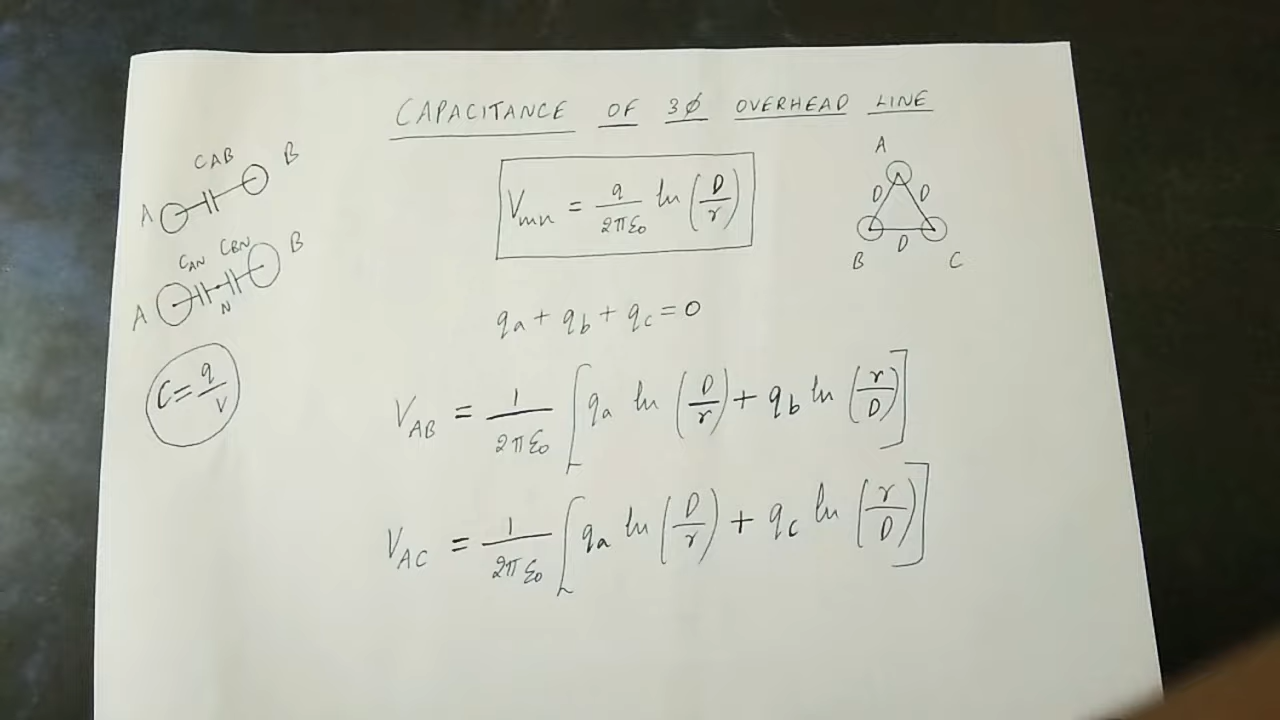 CAPACITANCE OF 3Ø OVERHEAD LINE
CAB
A B
CAN CBN
A N B
C = q/V
Vmn = q/2πε0 ln (D/r)
A
D D
D
B C
qa + qb + qc = 0
VAB = 1/2πε0 [qa ln (D/r) + qb ln (r/D)]
VAC = 1/2πε0 [qa ln (D/r) + qc ln (r/D)]